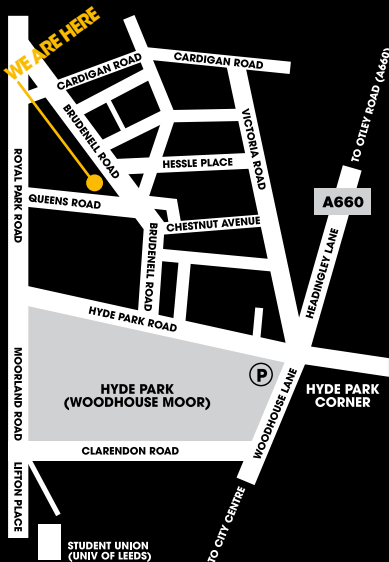 WE ARE HERE
CARDIGAN ROAD
CARDIGAN ROAD
BRUDENELL ROAD
VICTORIA ROAD
TO OTLEY ROAD (A660)
HESSLE PLACE
ROYAL PARK ROAD
QUEENS ROAD
A660
CHESTNUT AVENUE
BRUDENELL ROAD
HEADINGLEY LANE
HYDE PARK ROAD
P
MOORLAND ROAD
HYDE PARK
(WOODHOUSE MOOR)
HYDE PARK
CORNER
WOODHOUSE LANE
CLARENDON ROAD
LIFTON PLACE
TO CITY CENTRE
STUDENT UNION
(UNIV OF LEEDS)